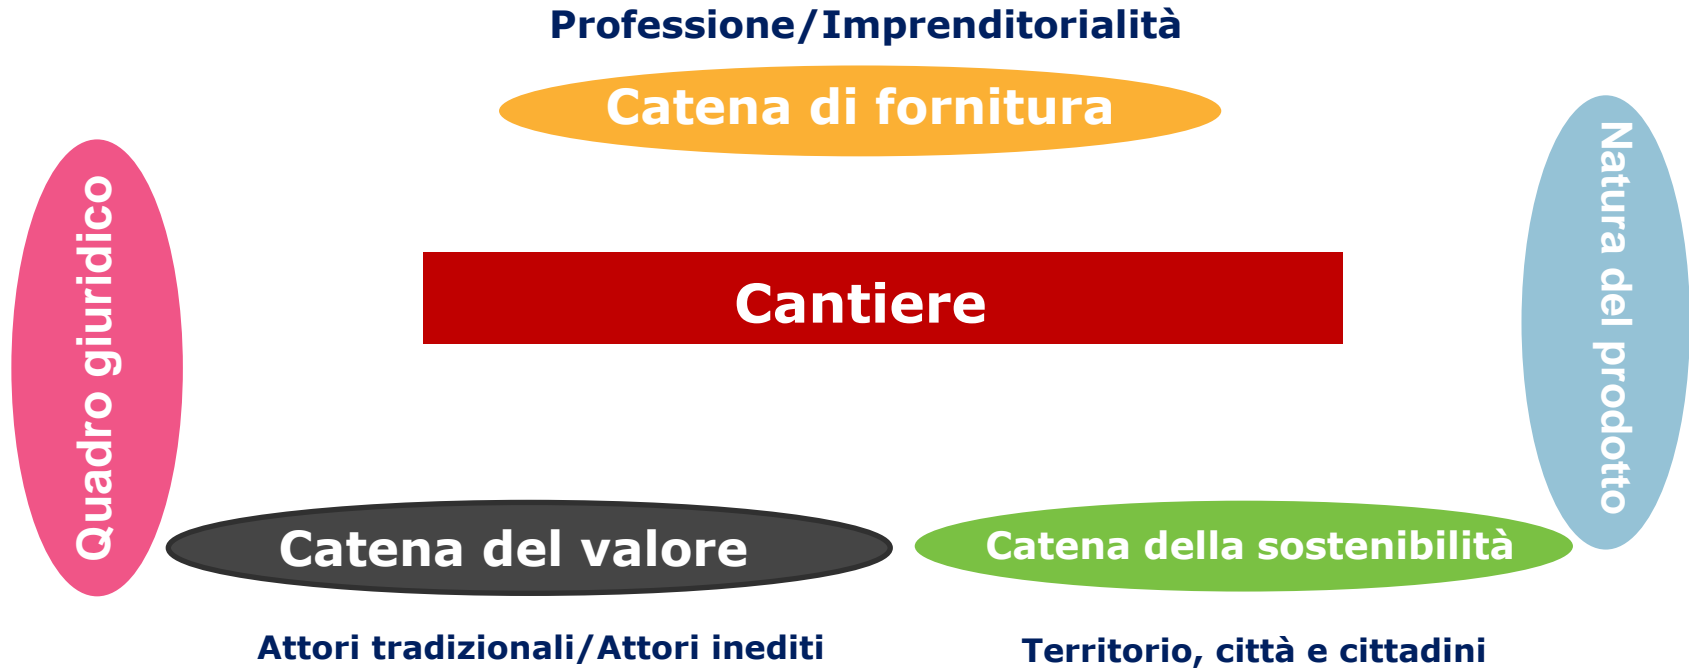 Professione/Imprenditorialità
Catena di fornitura
Quadro giuridico
Natura del prodotto
Cantiere
Catena del valore
Catena della sostenibilità
Attori tradizionali/Attori inediti
Territorio, città e cittadini